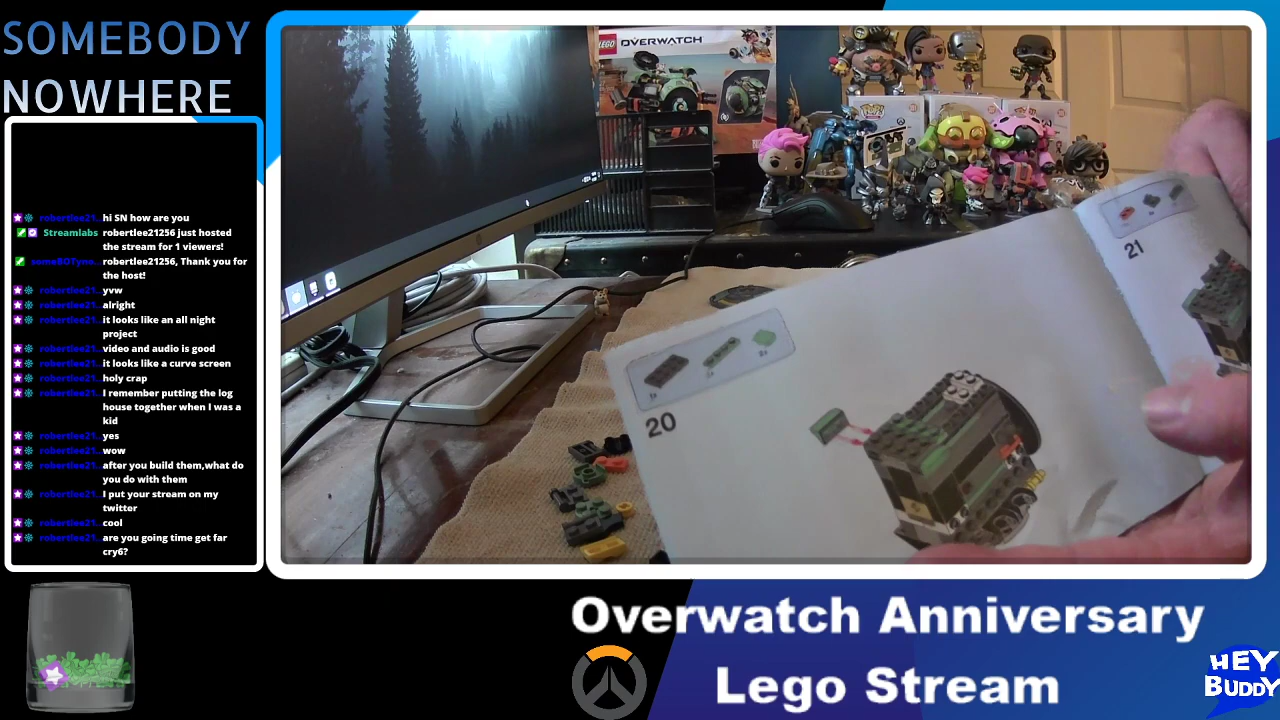 SOMEBODY
NOWHERE
robertlee21.. hi SN how are you
Streamlabs robertlee21256 just hosted
the stream for 1 viewers!
someBOTyno.. robertlee21256, Thank you for
the host!
robertlee21.. yvw
robertlee21.. alright
robertlee21.. it looks like an all night
project
robertlee21.. video and audio is good
robertlee21.. it looks like a curve screen
robertlee21.. holy crap
robertlee21.. I remember putting the log
house together when I was a
kid
robertlee21.. yes
robertlee21.. wow
robertlee21.. after you build them,what do
you do with them
robertlee21.. I put your stream on my
twitter
robertlee21.. cool
robertlee21.. are you going time get far
cry6?
LEGO OVERWATCH
20
21
Overwatch Anniversary
Lego Stream
HEY
BUDDY